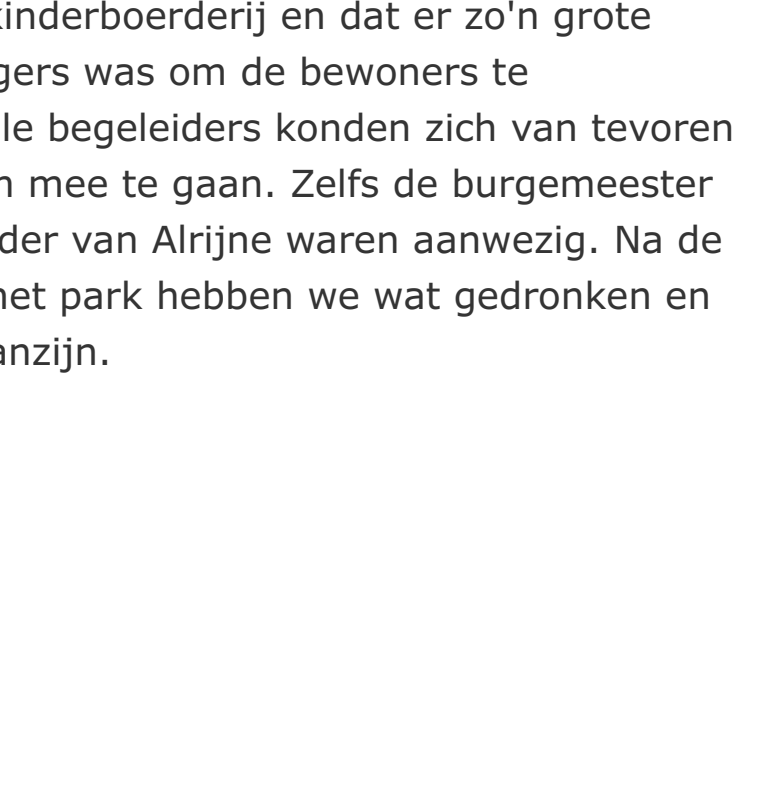 kinderboerderij en dat er zo'n grote
gers was om de bewoners te
le begeleiders konden zich van tevoren
n mee te gaan. Zelfs de burgemeester
der van Alrijne waren aanwezig. Na de
het park hebben we wat gedronken en
anzijn.